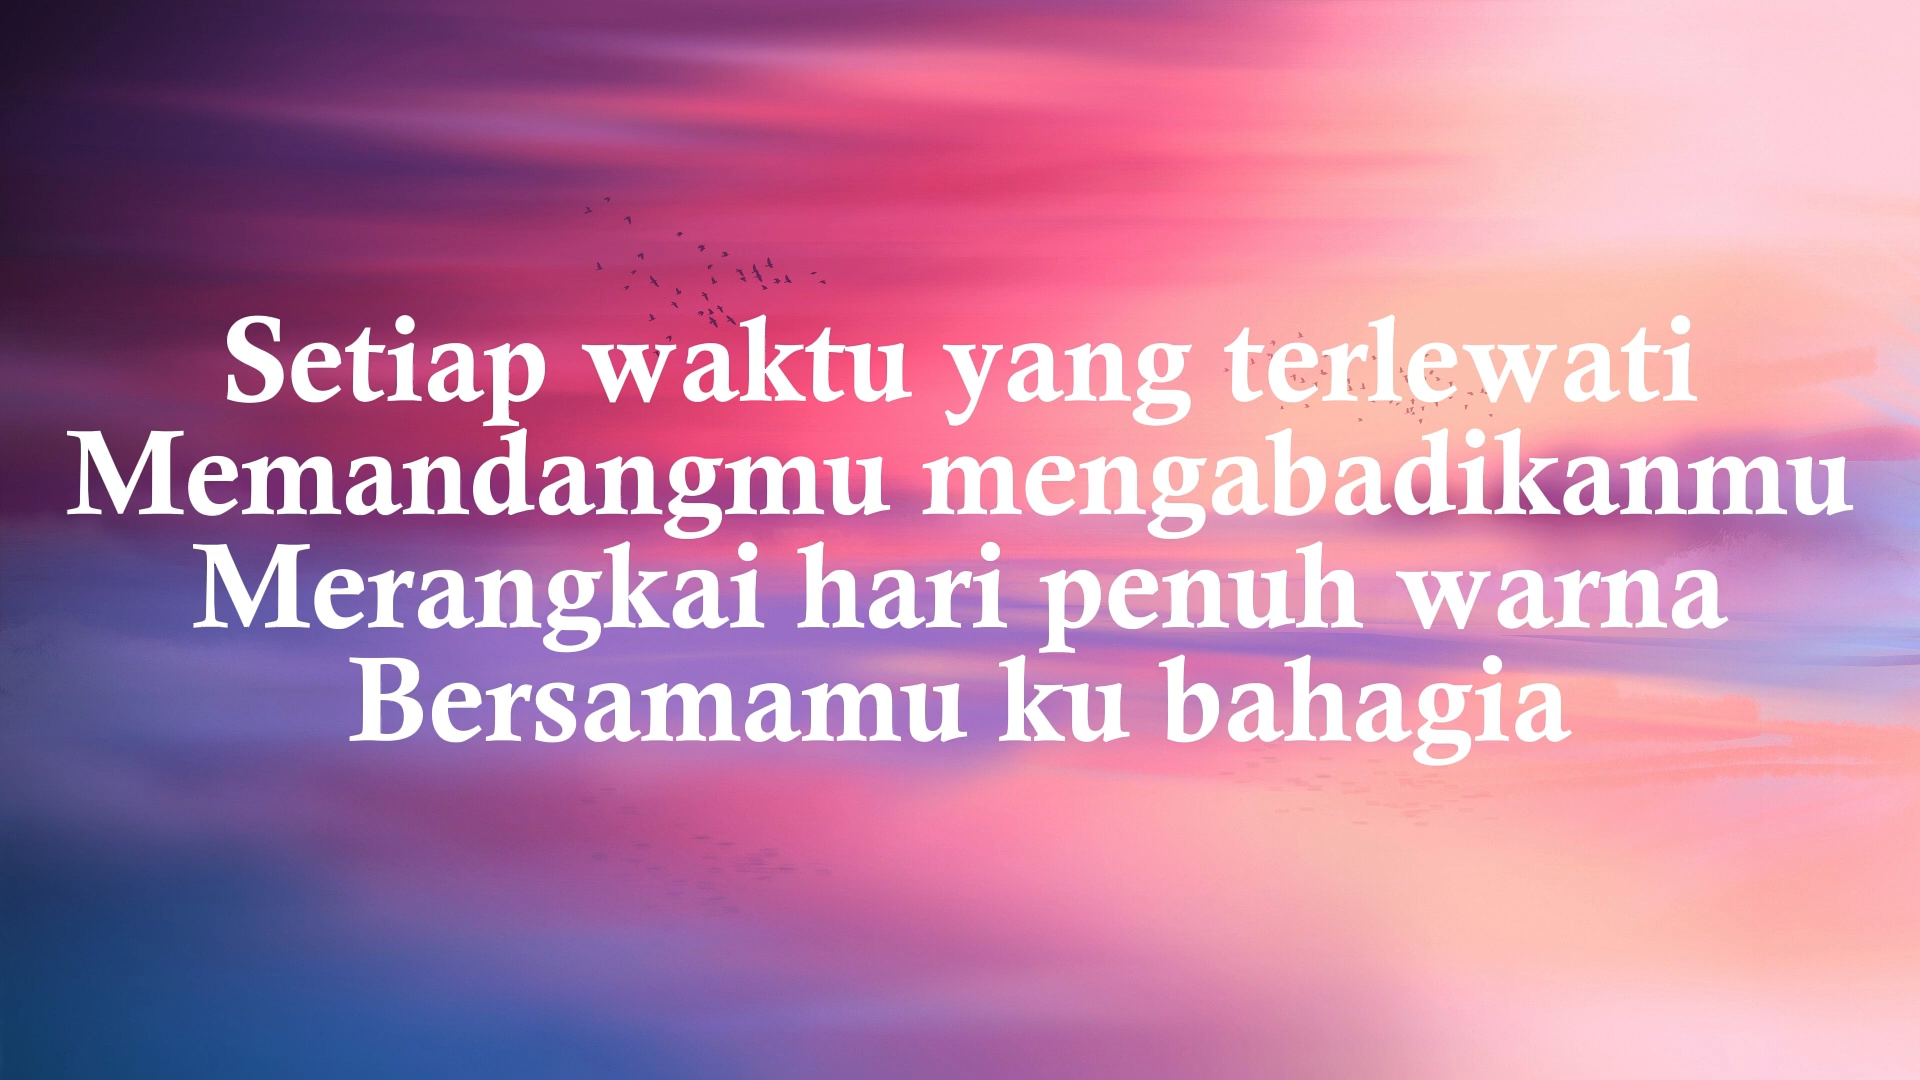 Setiap waktu yang terlewati
Memandangmu mengabadikanmu
Merangkai hari penuh warna
Bersamamu ku bahagia